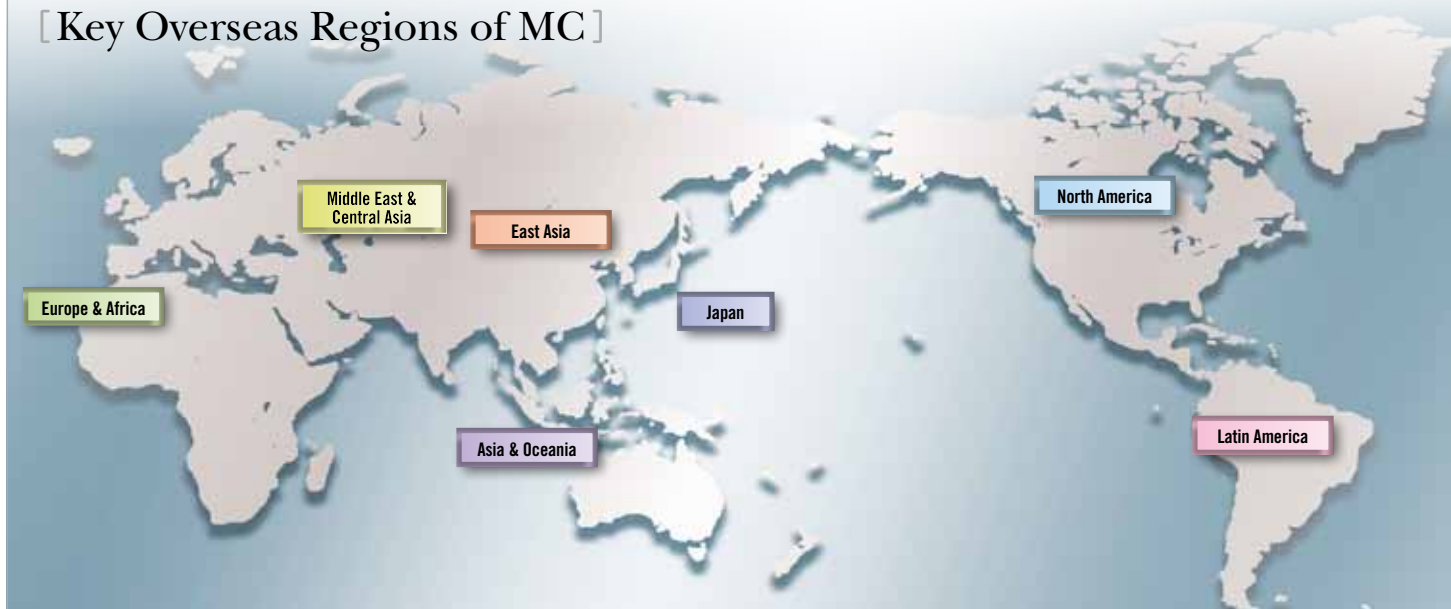 [Key Overseas Regions of MC]
Middle East &
Central Asia
East Asia
North America
Europe & Africa
Japan
Asia & Oceania
Latin America